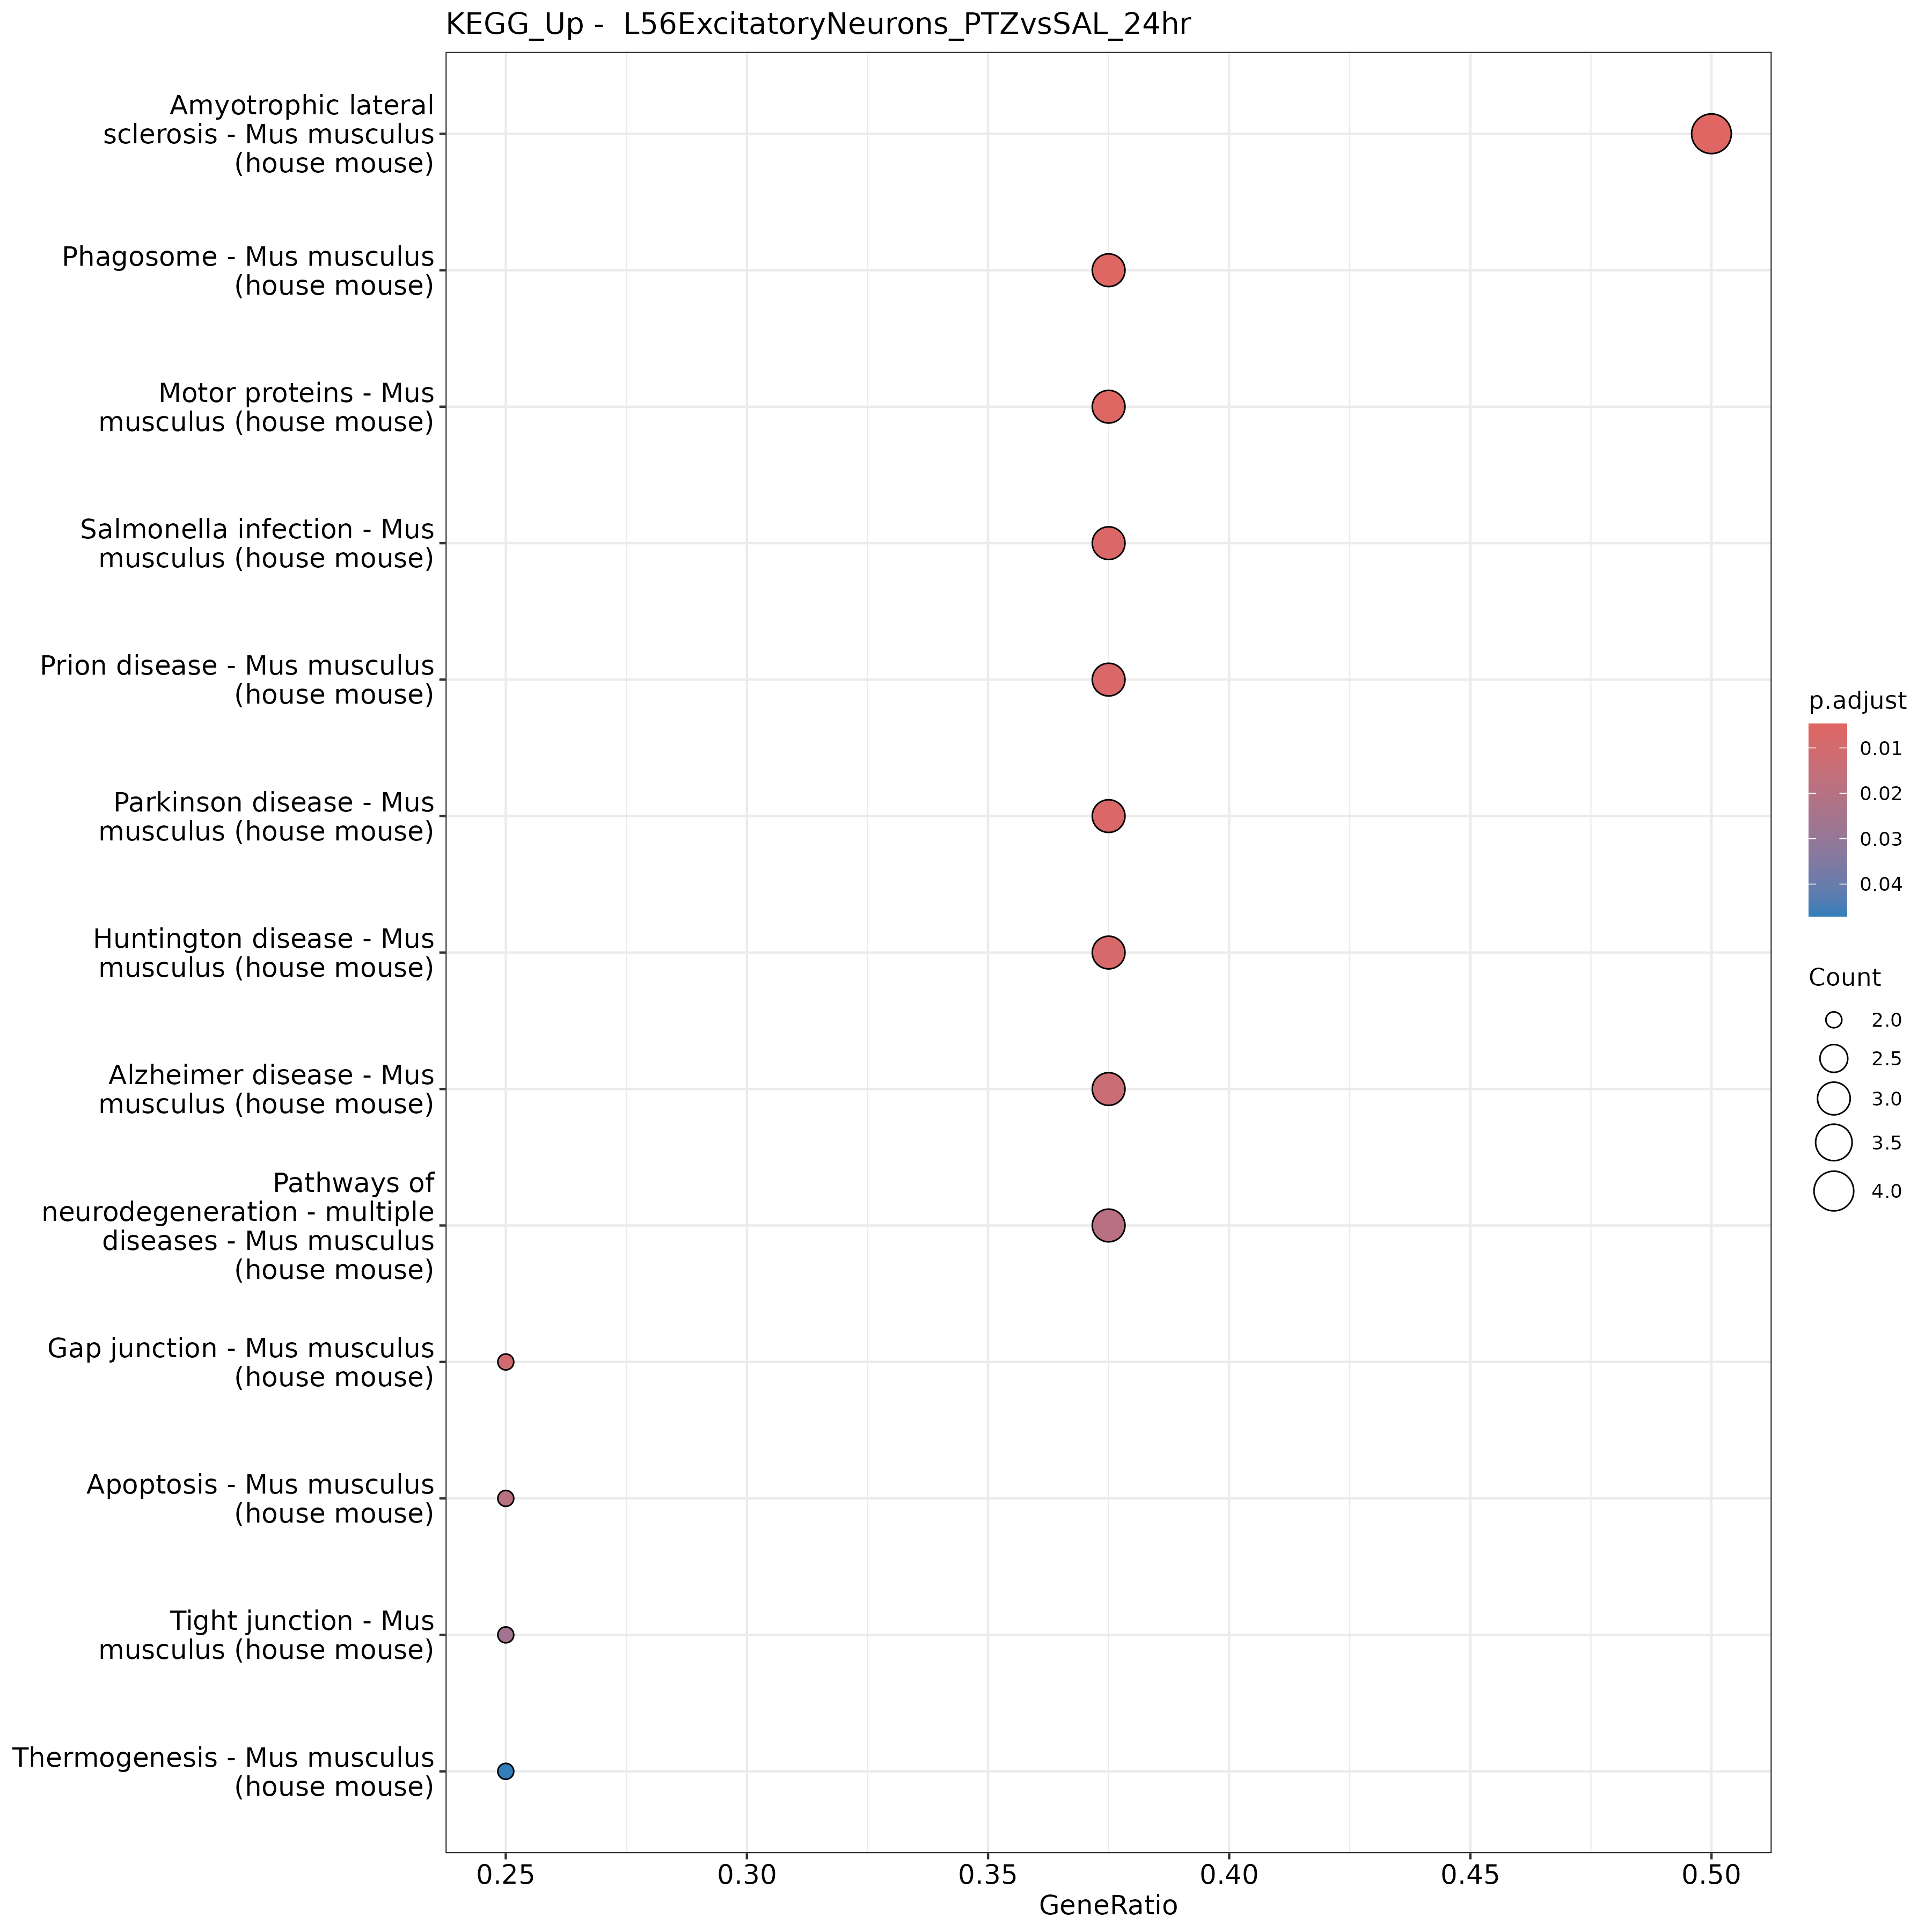 KEGG_Up -  L56ExcitatoryNeurons_PTZvsSAL_24hr
Amyotrophic lateral
sclerosis - Mus musculus
(house mouse)
Phagosome - Mus musculus
(house mouse)
Motor proteins - Mus
musculus (house mouse)
Salmonella infection - Mus
musculus (house mouse)
Prion disease - Mus musculus
(house mouse)
Parkinson disease - Mus
musculus (house mouse)
Huntington disease - Mus
musculus (house mouse)
Alzheimer disease - Mus
musculus (house mouse)
Pathways of
neurodegeneration - multiple
diseases - Mus musculus
(house mouse)
Gap junction - Mus musculus
(house mouse)
Apoptosis - Mus musculus
(house mouse)
Tight junction - Mus
musculus (house mouse)
Thermogenesis - Mus musculus
(house mouse)
0.25 0.30 0.35 0.40 0.45 0.50
GeneRatio
p.adjust
0.01
0.02
0.03
0.04
Count
2.0
2.5
3.0
3.5
4.0